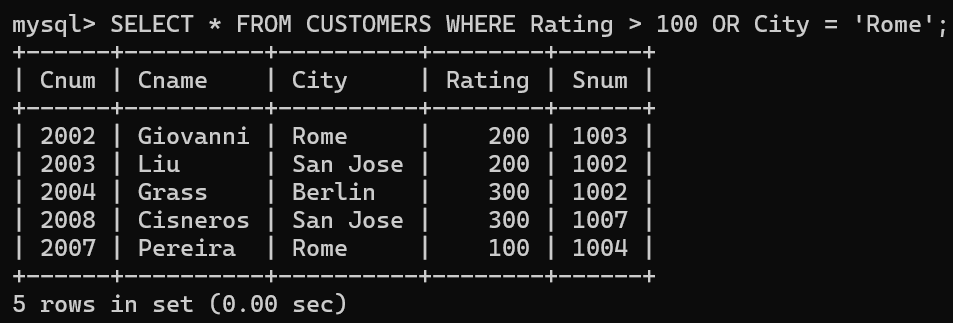 mysql> SELECT * FROM CUSTOMERS WHERE Rating > 100 OR City = 'Rome';
+------+----------+----------+--------+------+
| Cnum | Cname    | City     | Rating | Snum |
+------+----------+----------+--------+------+
| 2002 | Giovanni | Rome     |    200 | 1003 |
| 2003 | Liu      | San Jose |    200 | 1002 |
| 2004 | Grass    | Berlin   |    300 | 1002 |
| 2008 | Cisneros | San Jose |    300 | 1007 |
| 2007 | Pereira  | Rome     |    100 | 1004 |
+------+----------+----------+--------+------+
5 rows in set (0.00 sec)